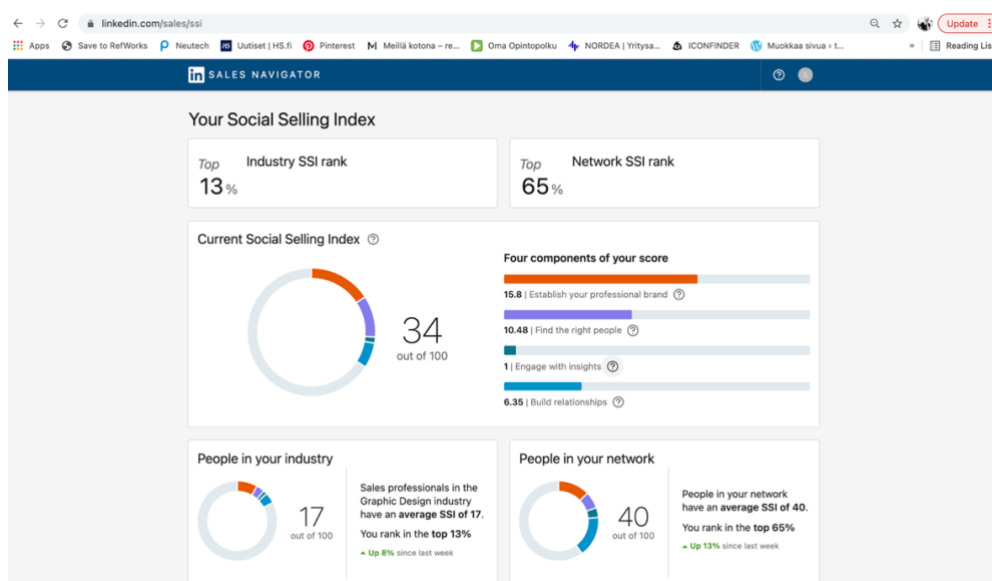 linkedin.com/sales/ssi
Update
Apps Save to RefWorks Neutech Uutiset | HS.fi Pinterest Meillä kotona – re... Oma Opintopolku NORDEA | Yritysa... ICONFINDER Muokkaa sivua ‹ t... » Reading Lis
in SALES NAVIGATOR
Your Social Selling Index
Top Industry SSI rank
13%
Top Network SSI rank
65%
Current Social Selling Index
34
out of 100
Four components of your score
15.8 | Establish your professional brand
10.48 | Find the right people
1 | Engage with insights
6.35 | Build relationships
People in your industry
17
out of 100
Sales professionals in the
Graphic Design industry
have an average SSI of 17.
You rank in the top 13%
Up 8% since last week
People in your network
40
out of 100
People in your network
have an average SSI of 40.
You rank in the top 65%
Up 13% since last week